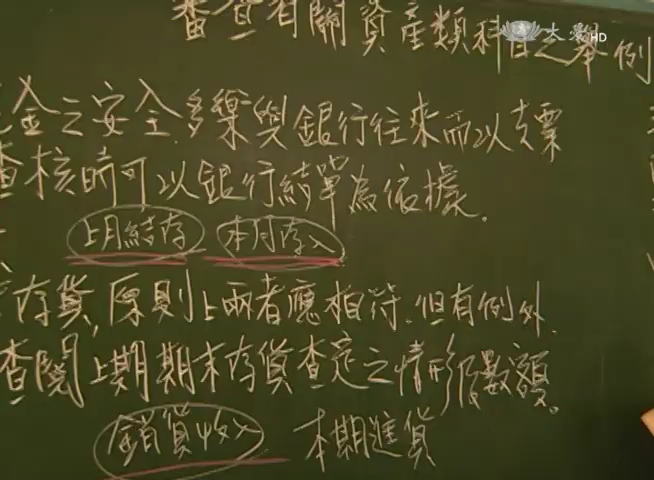 審查有關資產類科目之舉例
大愛HD
金之安全多樂與銀行往來而以支票
查核時可以銀行結單為依據。
上月結存 本月存入
存貨,原則上兩者應相符.但有例外.
查閱上期期末存貨查定之情形及數額。
銷貨收入 本期進貨